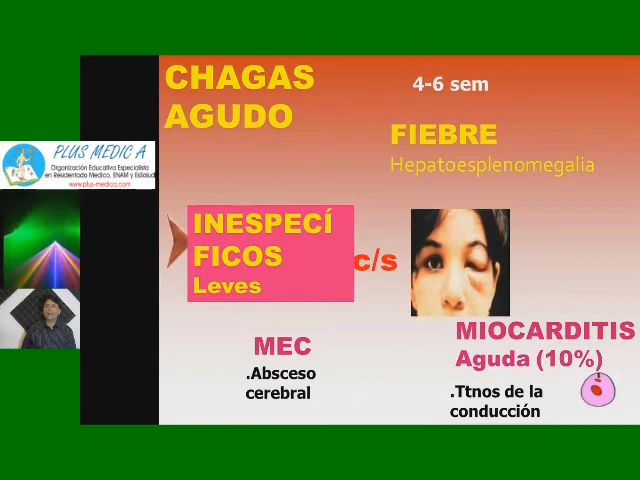 CHAGAS
AGUDO
4-6 sem
FIEBRE
Hepatoesplenomegalia
PLUS MEDIC A
Organización Educativa Especialista
en Residentado Medico, ENAM y EsSalud
www.plus-medica.com
INESPECÍ
FICOS
Leves
c/s
MIOCARDITIS
Aguda (10%)
MEC
.Absceso
cerebral
.Ttnos de la
conducción